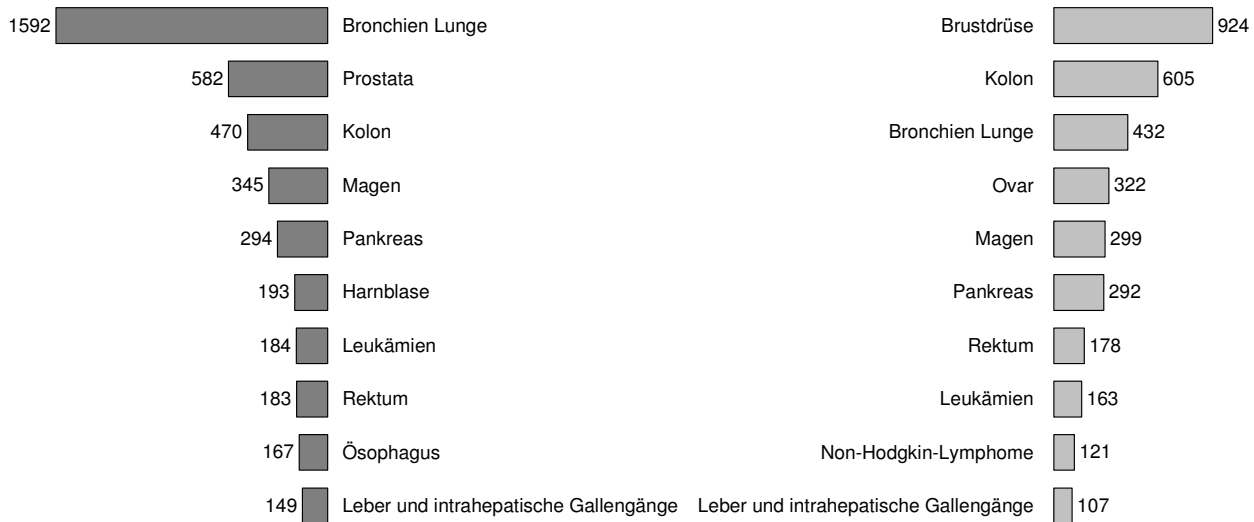 1592 Bronchien Lunge Brustdrüse 924
582 Prostata Kolon 605
470 Kolon Bronchien Lunge 432
345 Magen Ovar 322
294 Pankreas Magen 299
193 Harnblase Pankreas 292
184 Leukämien Rektum 178
183 Rektum Leukämien 163
167 Ösophagus Non-Hodgkin-Lymphome 121
149 Leber und intrahepatische Gallengänge Leber und intrahepatische Gallengänge 107